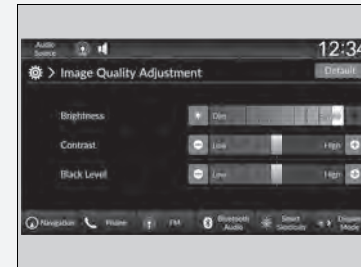 Audio
Source
12:34
> Image Quality Adjustment
Default
Brightness
Dim
Contrast
Low
High
Black Level
Low
High
Navigation
Phone
FM
Bluetooth
Audio
Smart
Shortcuts
Display
Mode